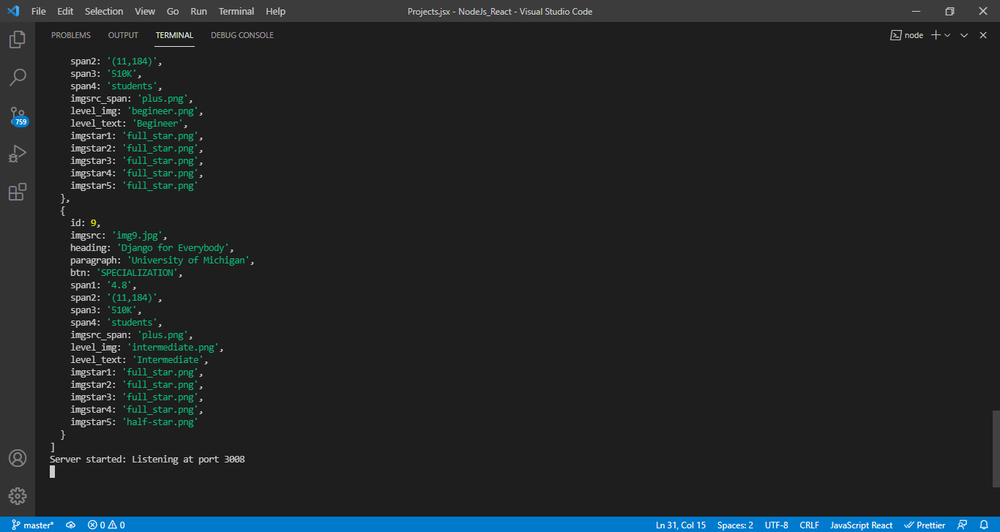 File Edit Selection View Go Run Terminal Help Projects.jsx - NodeJs_React - Visual Studio Code
PROBLEMS OUTPUT TERMINAL DEBUG CONSOLE node
759
span2: '(11,184)',
span3: '510K',
span4: 'students',
imgsrc_span: 'plus.png',
level_img: 'begineer.png',
level_text: 'Begineer',
imgstar1: 'full_star.png',
imgstar2: 'full_star.png',
imgstar3: 'full_star.png',
imgstar4: 'full_star.png',
imgstar5: 'full_star.png'
},
{
id: 9,
imgsrc: 'img9.jpg',
heading: 'Django for Everybody',
paragraph: 'University of Michigan',
btn: 'SPECIALIZATION',
span1: '4.8',
span2: '(11,184)',
span3: '510K',
span4: 'students',
imgsrc_span: 'plus.png',
level_img: 'intermediate.png',
level_text: 'Intermediate',
imgstar1: 'full_star.png',
imgstar2: 'full_star.png',
imgstar3: 'full_star.png',
imgstar4: 'full_star.png',
imgstar5: 'half-star.png'
}
]
Server started: Listening at port 3008
master* 0 0 Ln 31, Col 15 Spaces: 2 UTF-8 CRLF JavaScript React Prettier